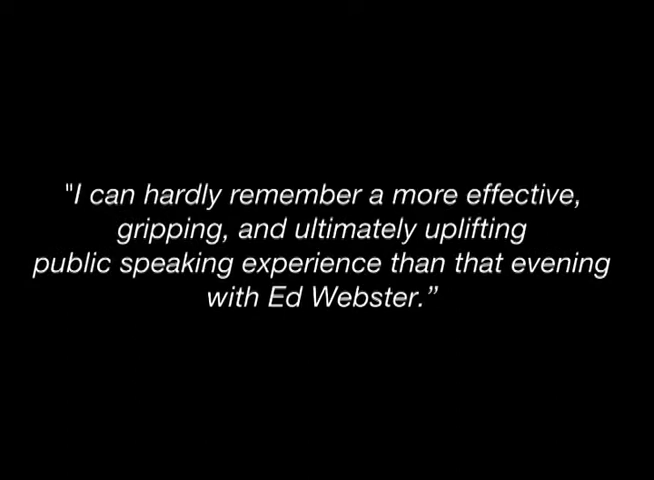 "I can hardly remember a more effective,
gripping, and ultimately uplifting
public speaking experience than that evening
with Ed Webster.”